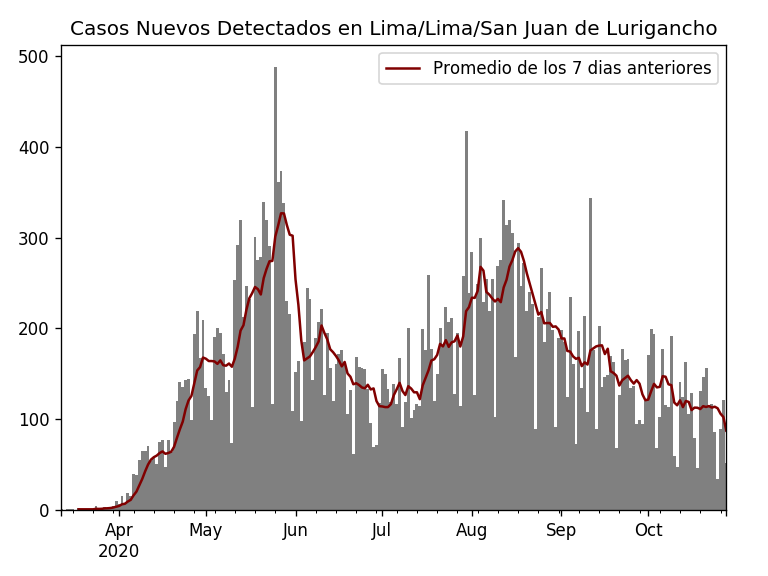 Casos Nuevos Detectados en Lima/Lima/San Juan de Lurigancho
Promedio de los 7 dias anteriores
500
400
300
200
100
0
Apr May Jun Jul Aug Sep Oct
2020